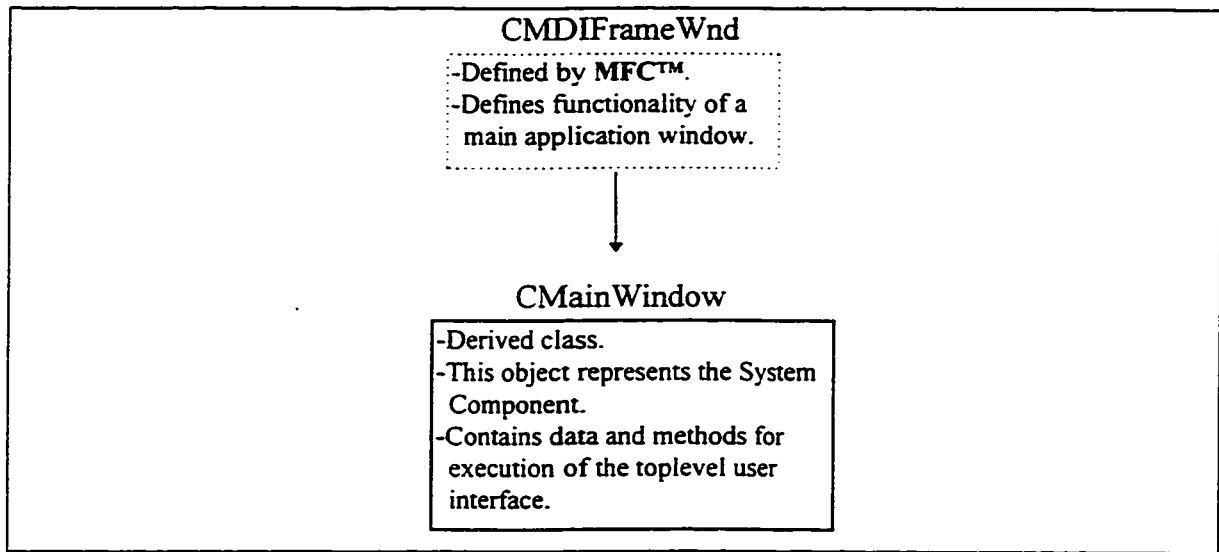 CMDIFrameWnd
-Defined by MFC™.
-Defines functionality of a
main application window.
CMainWindow
-Derived class.
-This object represents the System
Component.
-Contains data and methods for
execution of the toplevel user
interface.